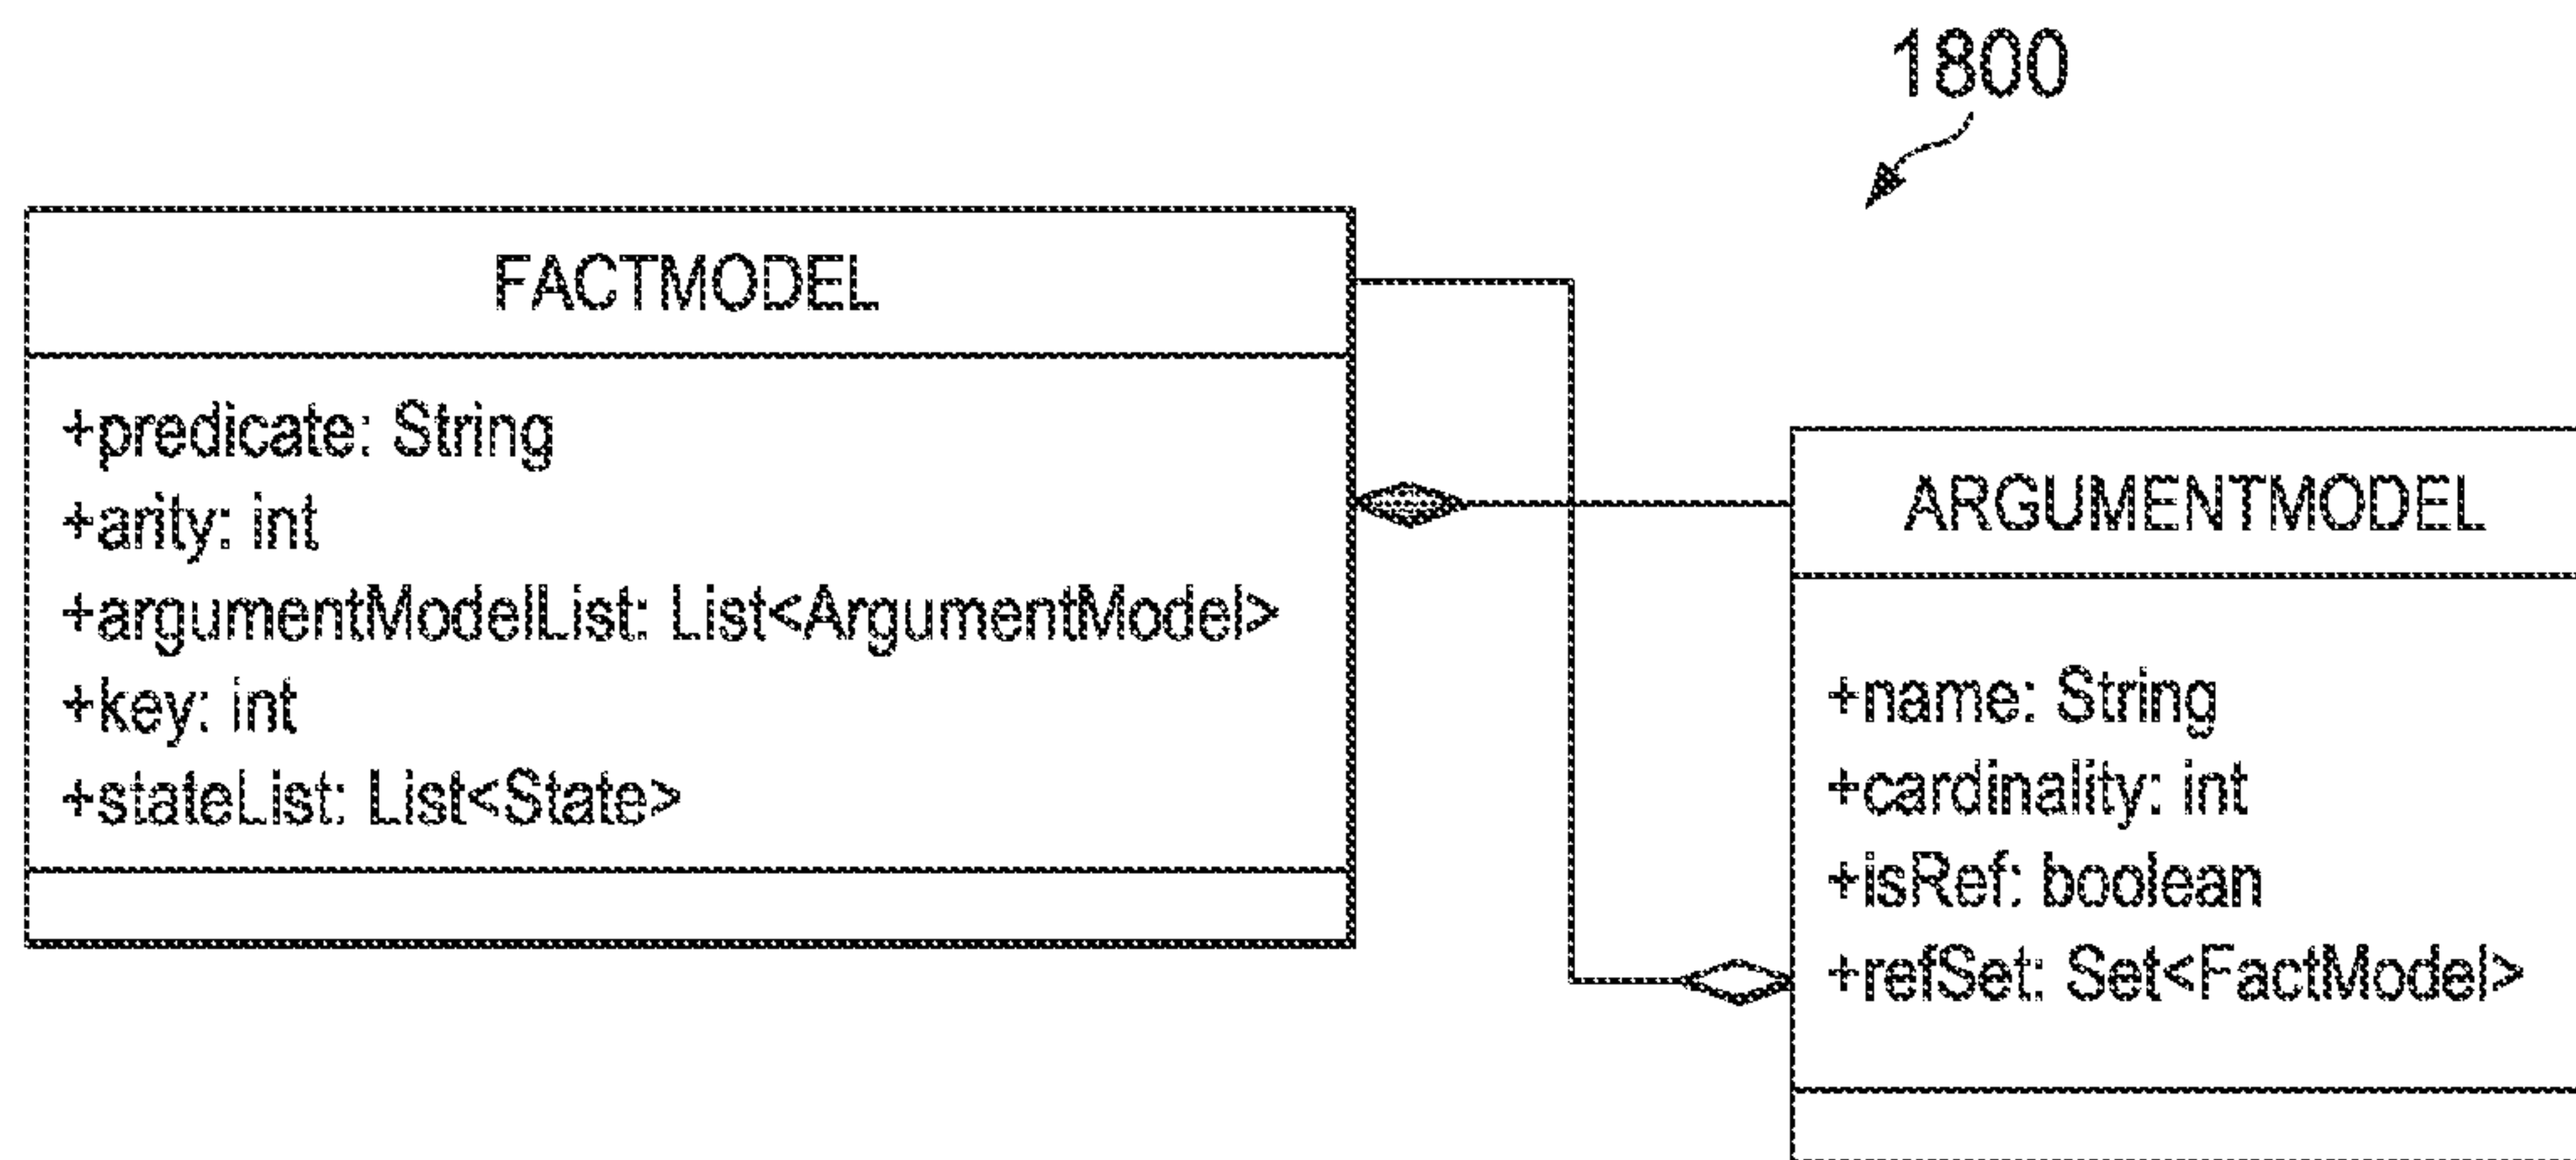 1800
FACTMODEL
+predicate: String
+arity: int
+argumentModelList: List<ArgumentModel>
+key: int
+stateList: List<State>
ARGUMENTMODEL
+name: String
+cardinality: int
+isRef: boolean
+refSet: Set<FactModel>